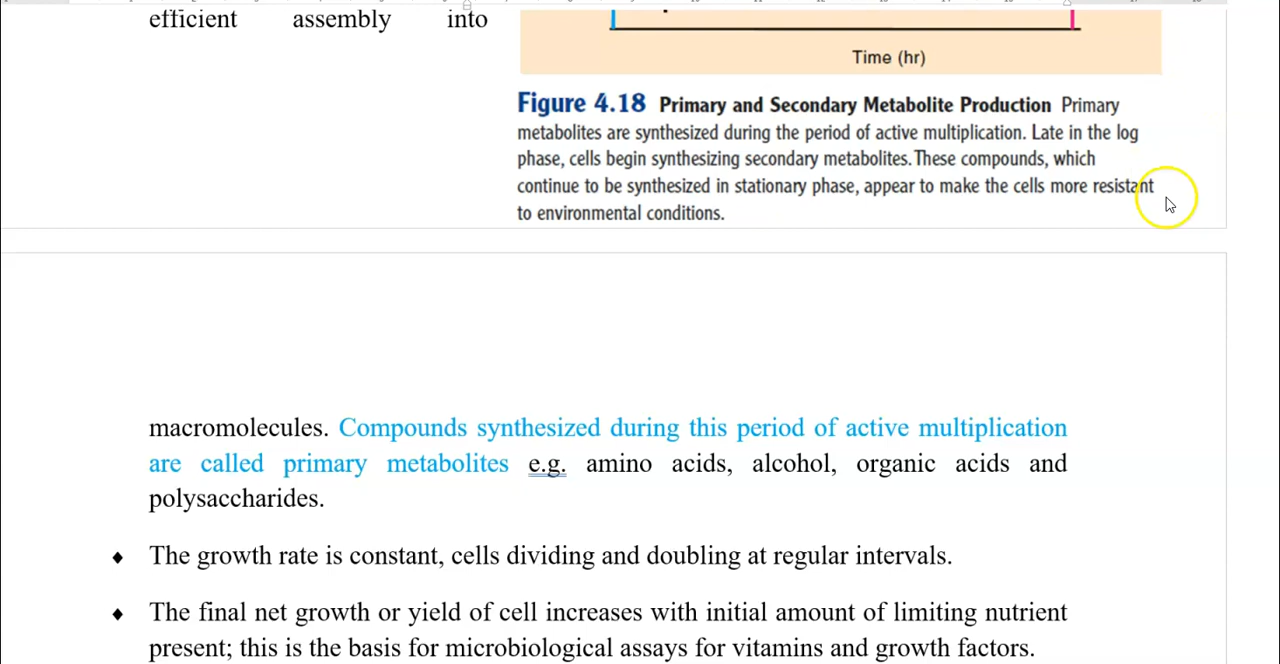 efficient assembly into
Time (hr)
Figure 4.18 Primary and Secondary Metabolite Production Primary
metabolites are synthesized during the period of active multiplication. Late in the log
phase, cells begin synthesizing secondary metabolites. These compounds, which
continue to be synthesized in stationary phase, appear to make the cells more resistant
to environmental conditions.
macromolecules. Compounds synthesized during this period of active multiplication
are called primary metabolites e.g. amino acids, alcohol, organic acids and
polysaccharides.
♦ The growth rate is constant, cells dividing and doubling at regular intervals.
♦ The final net growth or yield of cell increases with initial amount of limiting nutrient
present; this is the basis for microbiological assays for vitamins and growth factors.